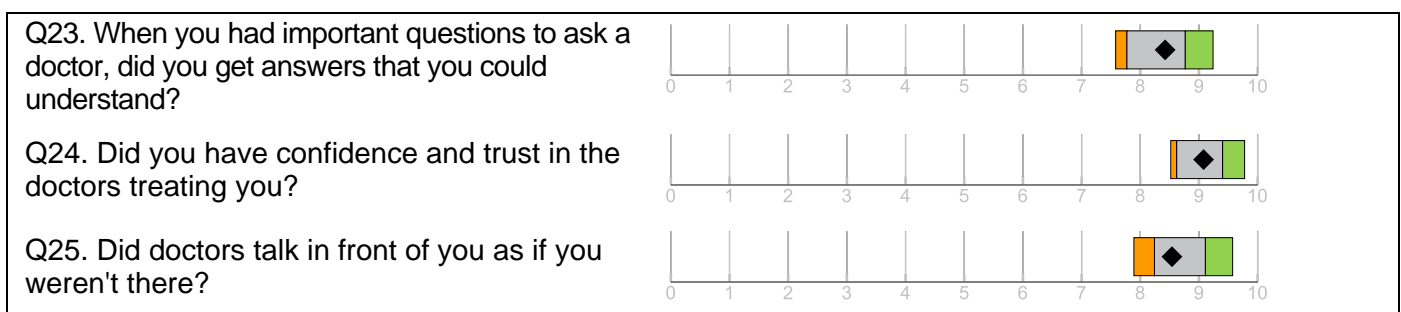 Q23. When you had important questions to ask a
doctor, did you get answers that you could
understand?
0 1 2 3 4 5 6 7 8 9 10
Q24. Did you have confidence and trust in the
doctors treating you?
0 1 2 3 4 5 6 7 8 9 10
Q25. Did doctors talk in front of you as if you
weren't there?
0 1 2 3 4 5 6 7 8 9 10